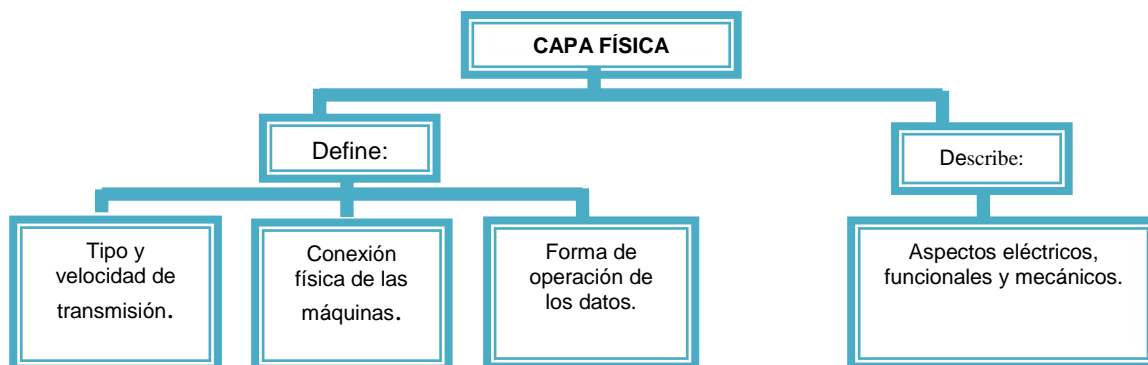 CAPA FÍSICA
Define:
Describe:
Tipo y
velocidad de
transmisión.
Conexión
física de las
máquinas.
Forma de
operación de
los datos.
Aspectos eléctricos,
funcionales y mecánicos.